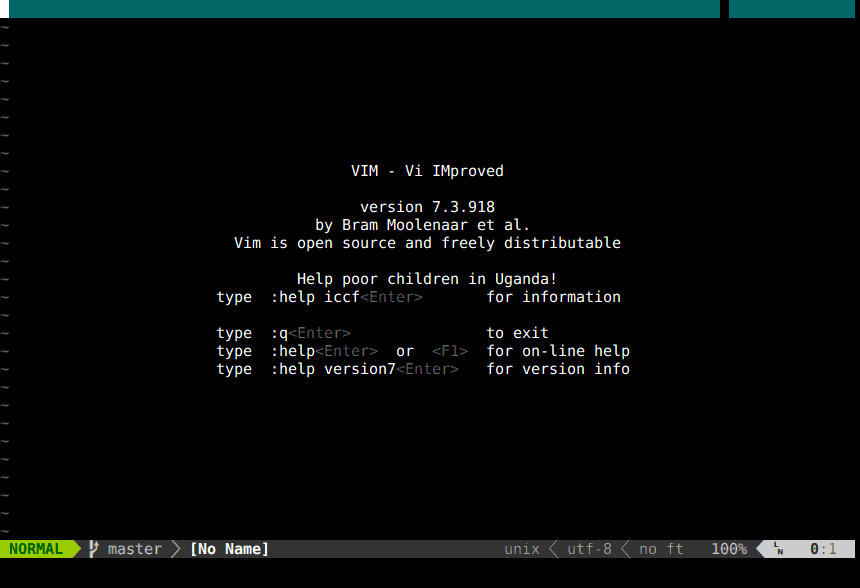 ~
~
~
~
~
~
~
~
~ VIM - Vi IMproved
~
~ version 7.3.918
~ by Bram Moolenaar et al.
~ Vim is open source and freely distributable
~
~ Help poor children in Uganda!
~ type :help iccf<Enter> for information
~
~ type :q<Enter> to exit
~ type :help<Enter> or <F1> for on-line help
~ type :help version7<Enter> for version info
~
~
~
~
~
~
~
~
~
NORMAL master [No Name] unix utf-8 no ft 100% LN 0:1